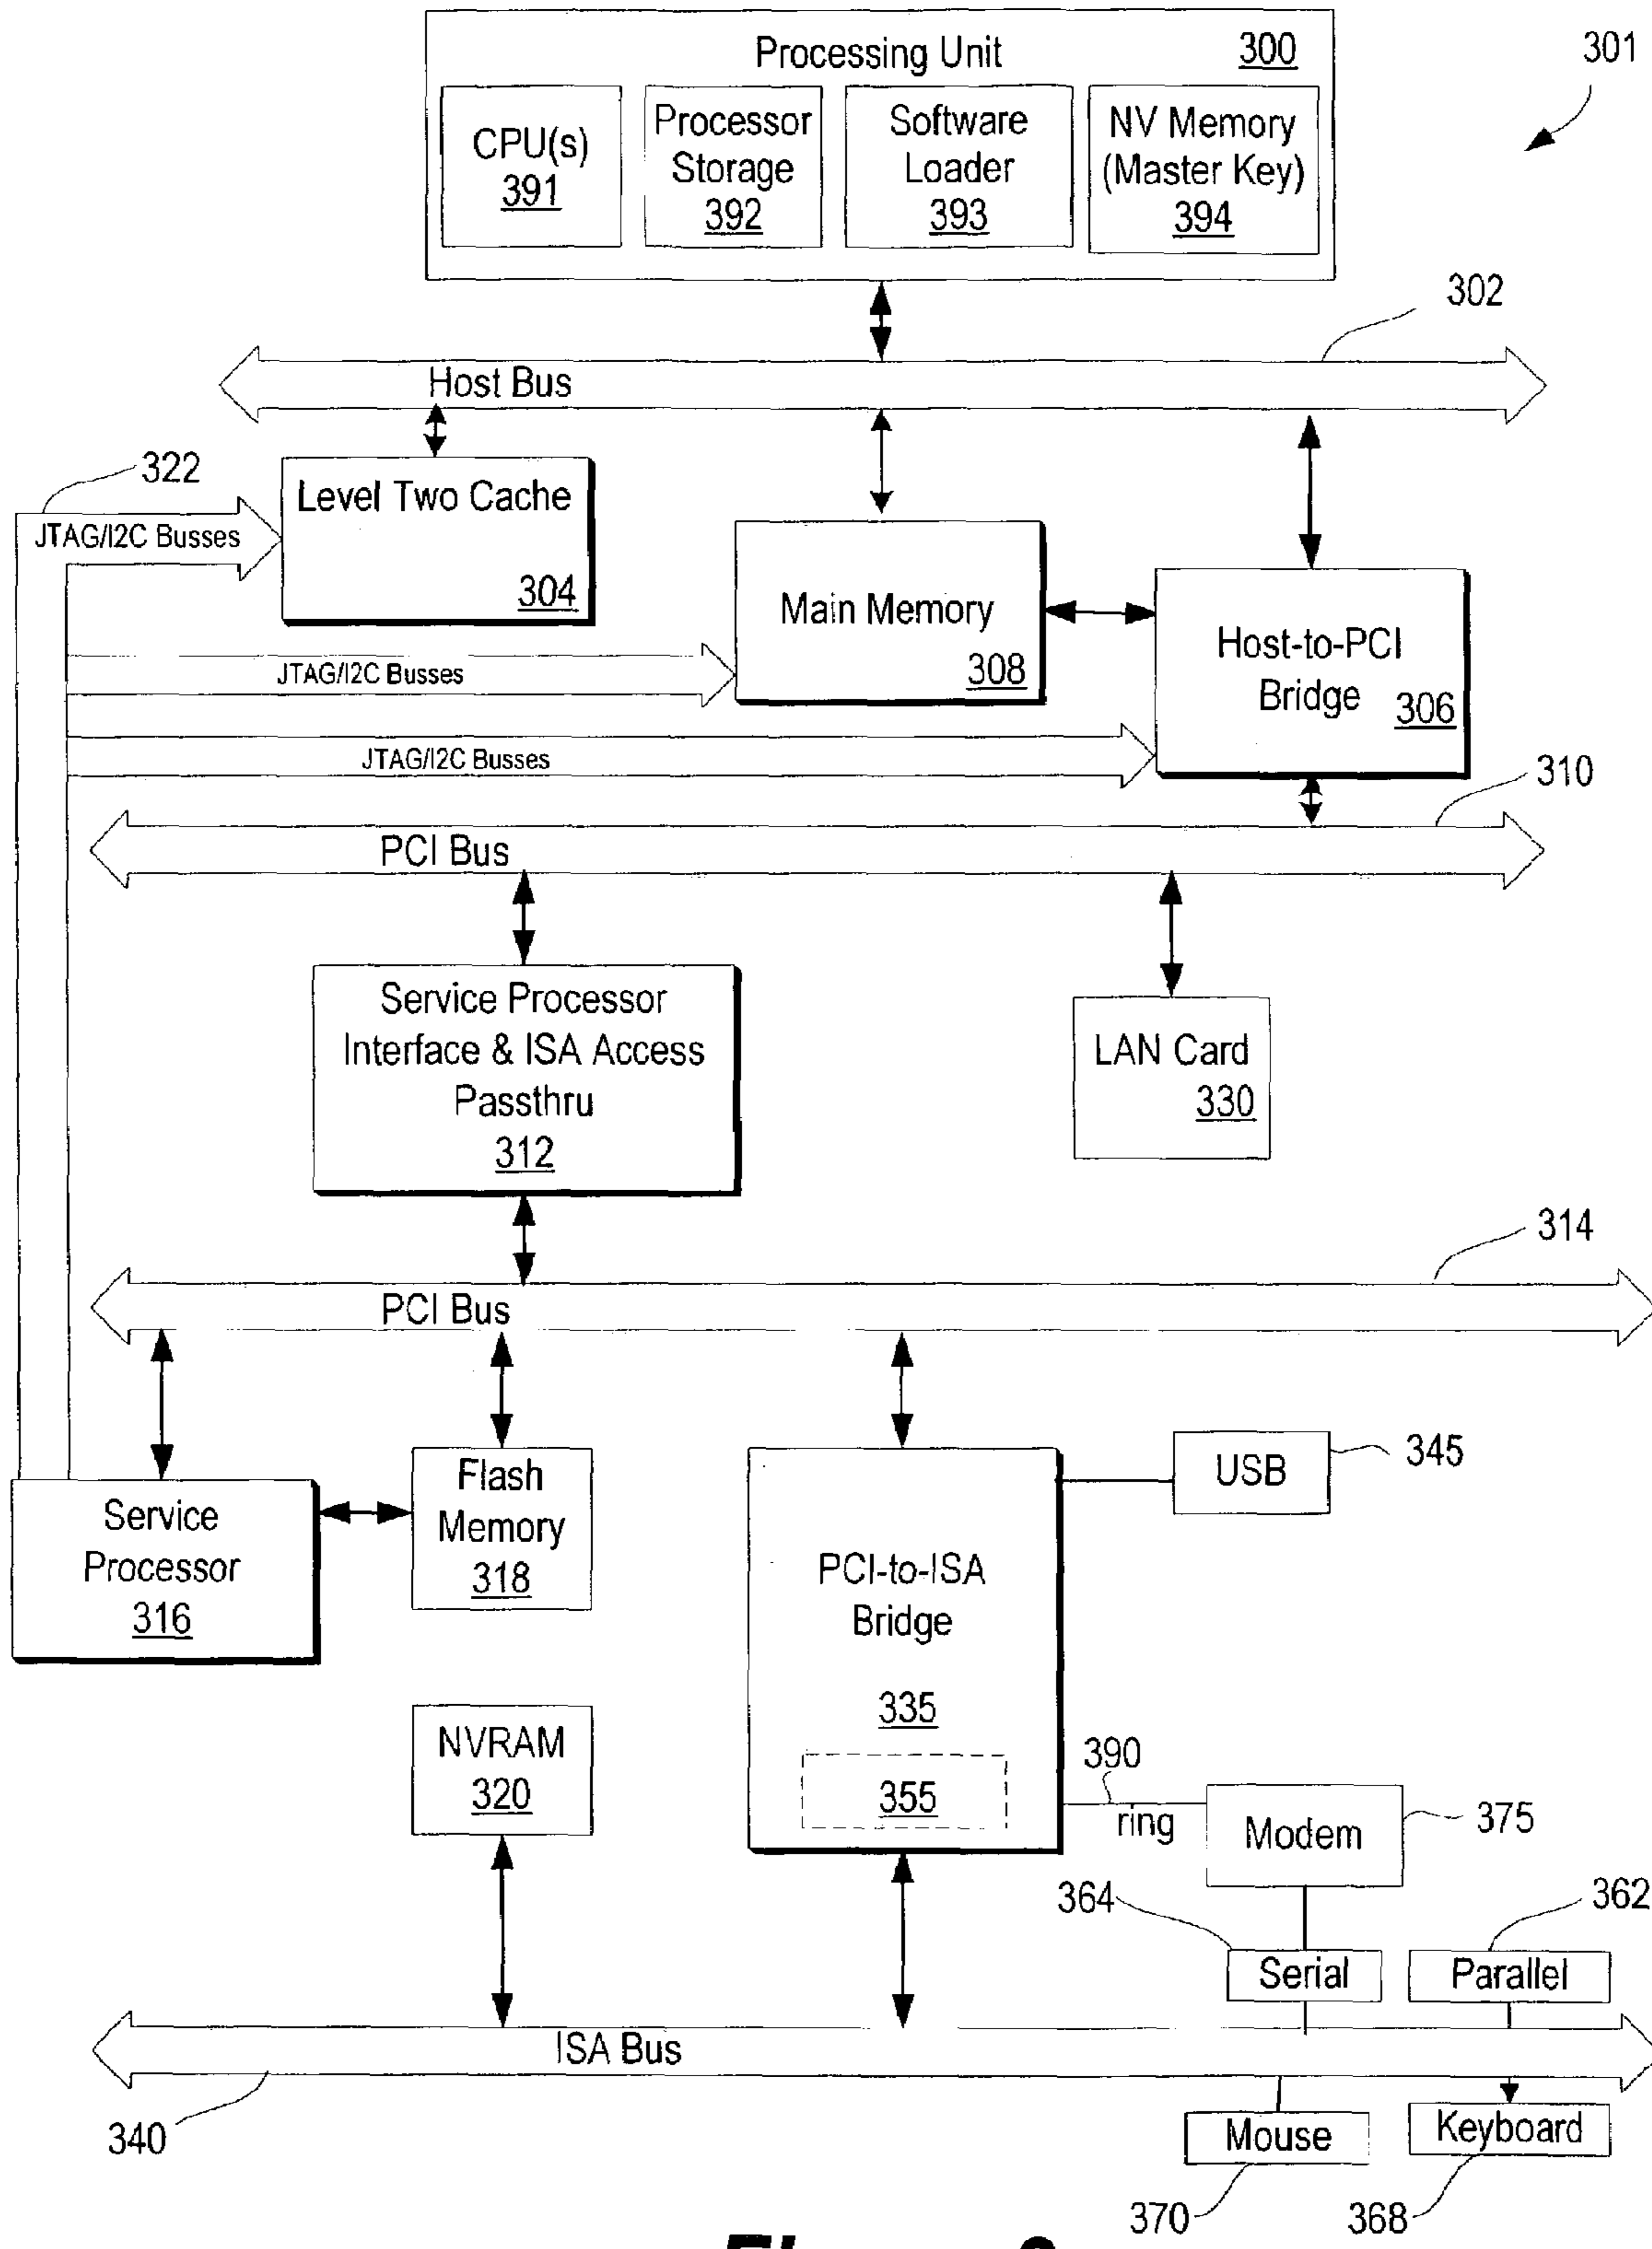 Processing Unit 300
301
CPU(s)
391
Processor
Storage
392
Software
Loader
393
NV Memory
(Master Key)
394
302
Host Bus
322
JTAG/I2C Busses
Level Two Cache
304
Main Memory
308
Host-to-PCI
Bridge 306
JTAG/I2C Busses
JTAG/I2C Busses
310
PCI Bus
Service Processor
Interface & ISA Access
Passthru
312
LAN Card
330
314
PCI Bus
Service
Processor
316
Flash
Memory
318
PCI-to-ISA
Bridge
335
355
USB
345
NVRAM
320
390
ring
Modem
375
364
362
Serial
Parallel
ISA Bus
340
Mouse
Keyboard
370
368